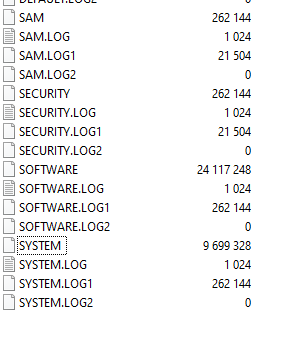 DEFAULT.LOG2 0
SAM 262 144
SAM.LOG 1 024
SAM.LOG1 21 504
SAM.LOG2 0
SECURITY 262 144
SECURITY.LOG 1 024
SECURITY.LOG1 21 504
SECURITY.LOG2 0
SOFTWARE 24 117 248
SOFTWARE.LOG 1 024
SOFTWARE.LOG1 262 144
SOFTWARE.LOG2 0
SYSTEM 9 699 328
SYSTEM.LOG 1 024
SYSTEM.LOG1 262 144
SYSTEM.LOG2 0